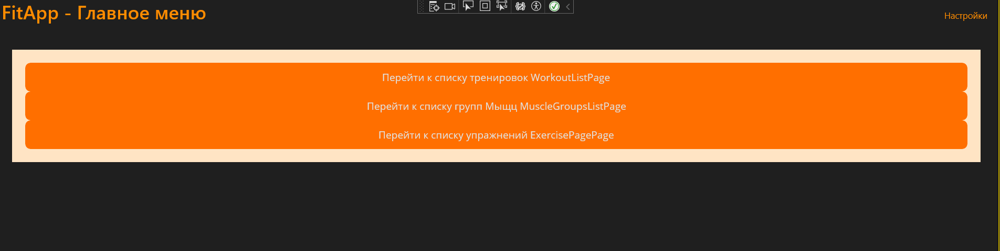 FitApp - Главное меню
Настройки
Перейти к списку тренировок WorkoutListPage
Перейти к списку групп Мыщц MuscleGroupsListPage
Перейти к списку упражнений ExercisePagePage